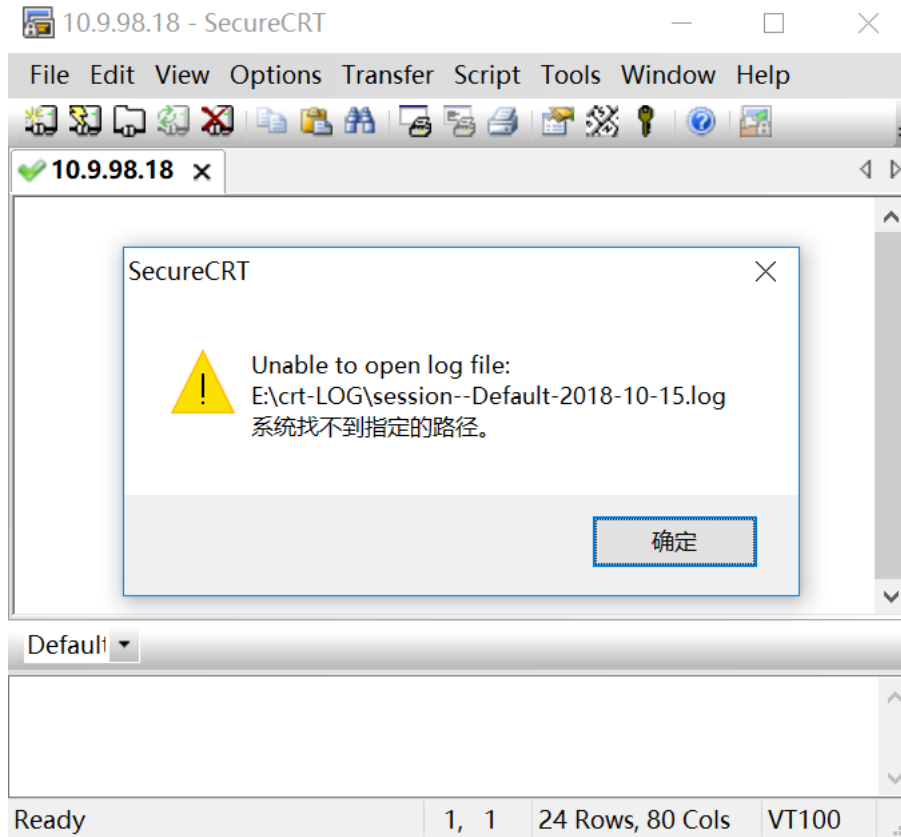 10.9.98.18 - SecureCRT
File Edit View Options Transfer Script Tools Window Help
10.9.98.18
SecureCRT
Unable to open log file:
E:\crt-LOG\session--Default-2018-10-15.log
系统找不到指定的路径。
确定
Default
Ready 1, 1 24 Rows, 80 Cols VT100